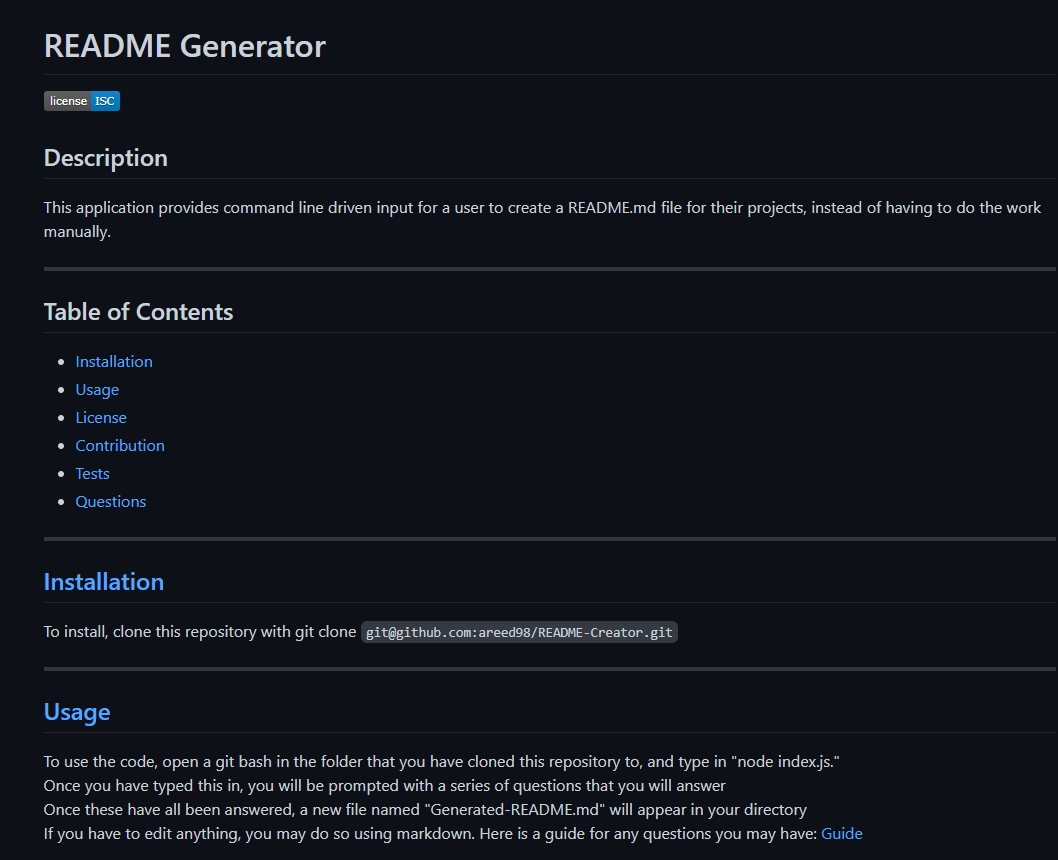 README Generator
license ISC
Description
This application provides command line driven input for a user to create a README.md file for their projects, instead of having to do the work
manually.
Table of Contents
Installation
Usage
License
Contribution
Tests
Questions
Installation
To install, clone this repository with git clone git@github.com:areed98/README-Creator.git
Usage
To use the code, open a git bash in the folder that you have cloned this repository to, and type in "node index.js."
Once you have typed this in, you will be prompted with a series of questions that you will answer
Once these have all been answered, a new file named "Generated-README.md" will appear in your directory
If you have to edit anything, you may do so using markdown. Here is a guide for any questions you may have: Guide